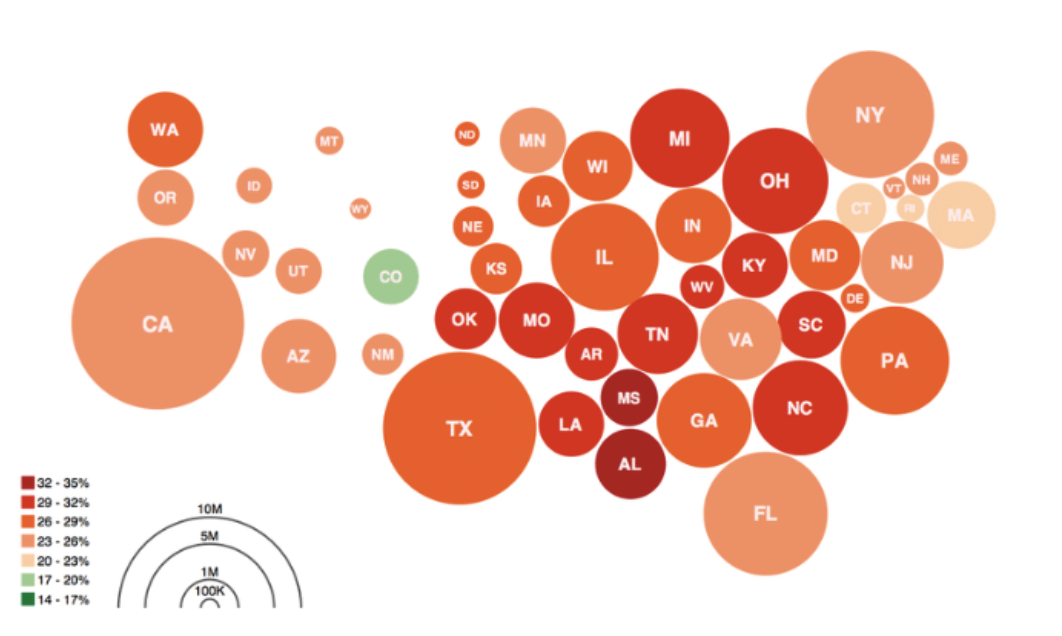 NY
WA
MT
ND
MN
MI
WI
OH
ME
OR
ID
SD
IA
VT
NH
WY
CT
RI
MA
NE
IN
NV
UT
CO
KS
IL
KY
MD
NJ
WV
DE
CA
OK
MO
TN
SC
AZ
NM
AR
VA
PA
MS
TX
LA
GA
NC
AL
FL
32 - 35%
29 - 32%
26 - 29%
23 - 26%
20 - 23%
17 - 20%
14 - 17%
10M
5M
1M
100K